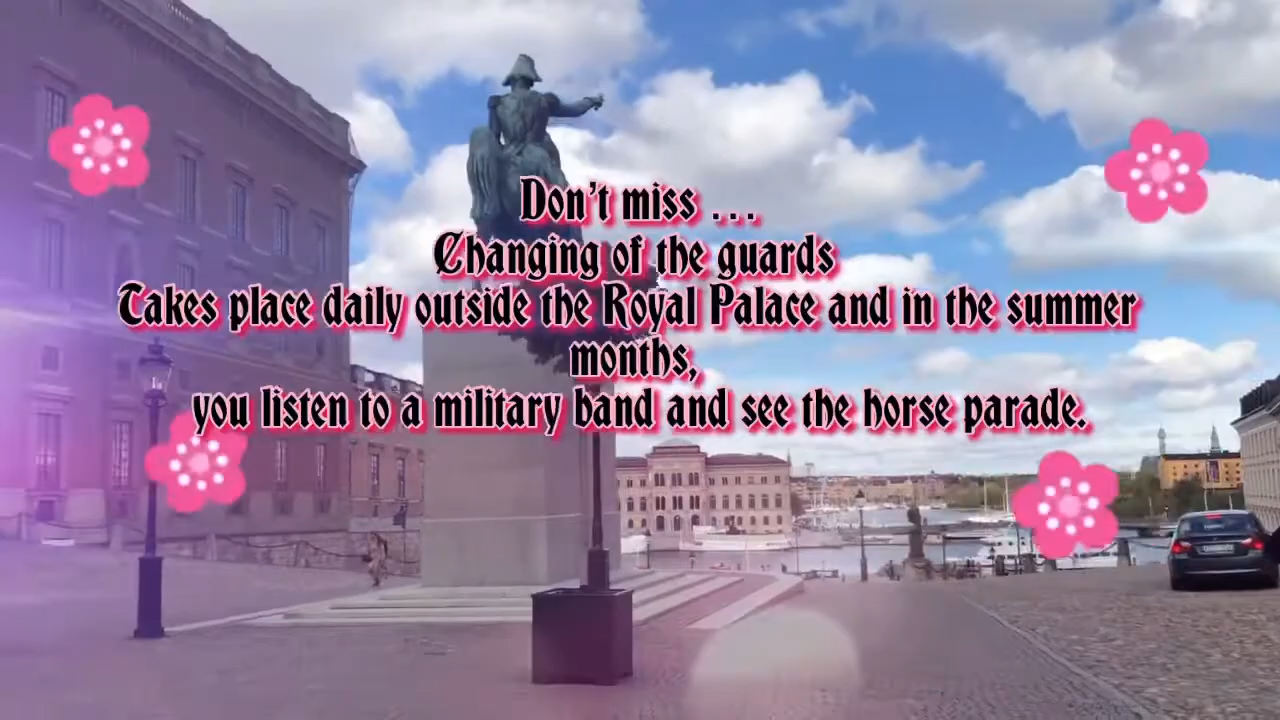 Don't miss ...
Changing of the guards
Takes place daily outside the Royal Palace and in the summer
months,
you listen to a military band and see the horse parade.